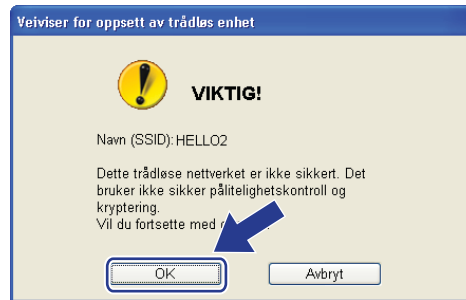 Veiviser for oppsett av trådløs enhet
VIKTIG!
Navn (SSID): HELLO2
Dette trådløse nettverket er ikke sikkert. Det
bruker ikke sikker pålitelighetskontroll og
kryptering.
Vil du fortsette med
OK
Avbryt